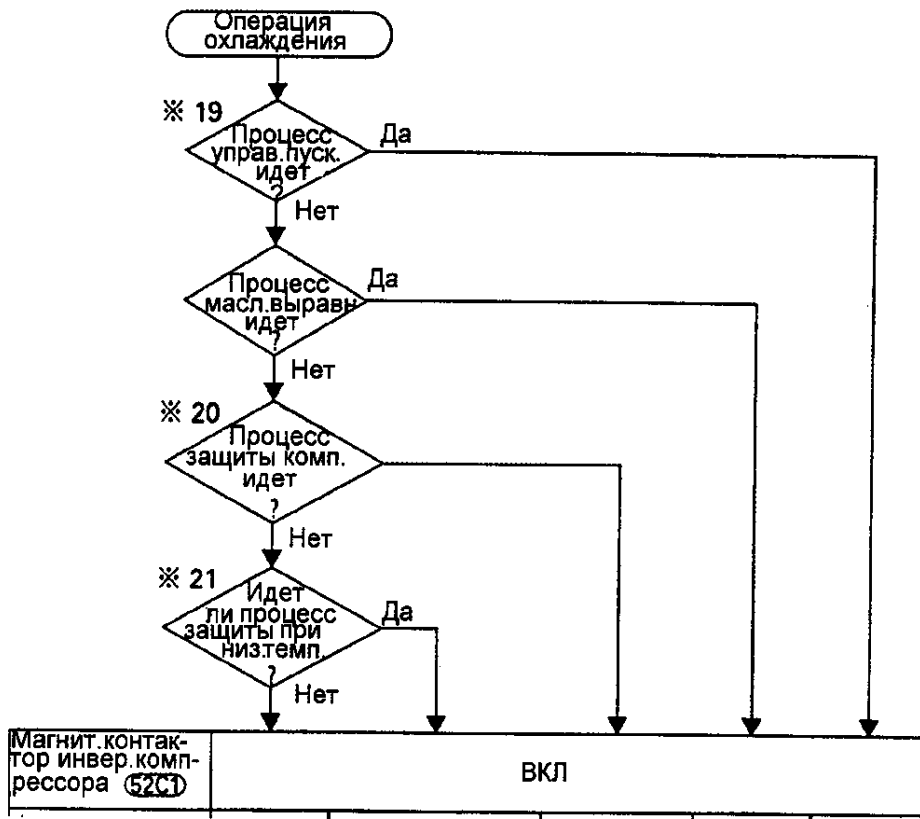 Операция
охлаждения
※ 19
Процесс
управ.пуск.
идет
?
Да
Нет
Процесс
масл.выравн
идет
?
Да
Нет
※ 20
Процесс
защиты комп.
идет
?
Нет
※ 21
Идет
ли процесс
защиты при
низ.темп.
?
Да
Нет
Магнит.контак-
тор инвер.комп-
рессора 52C1
ВКЛ